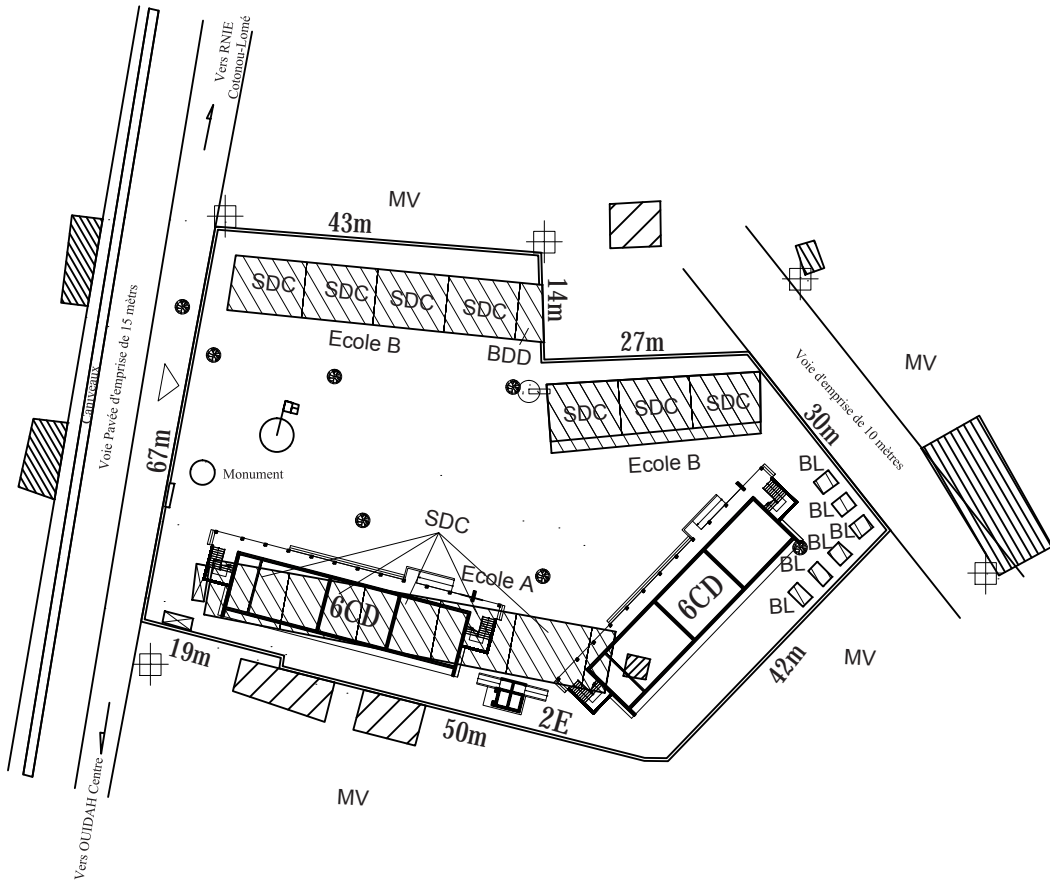 Vers RNIE
Cotonou-Lomé
MV
43m
SDC
SDC
SDC
SDC
14m
Ecole B
BDD
27m
Voie d'emprise de 10 mètres
MV
Voie Pavée d'emprise de 15 mètrs
Caniveaux
SDC
SDC
SDC
30m
67m
Ecole B
Monument
BL
BL
BL
BL
BL
BL
SDC
Ecole A
6CD
6CD
19m
42m
MV
50m
2E
MV
Vers OUIDAH Centre